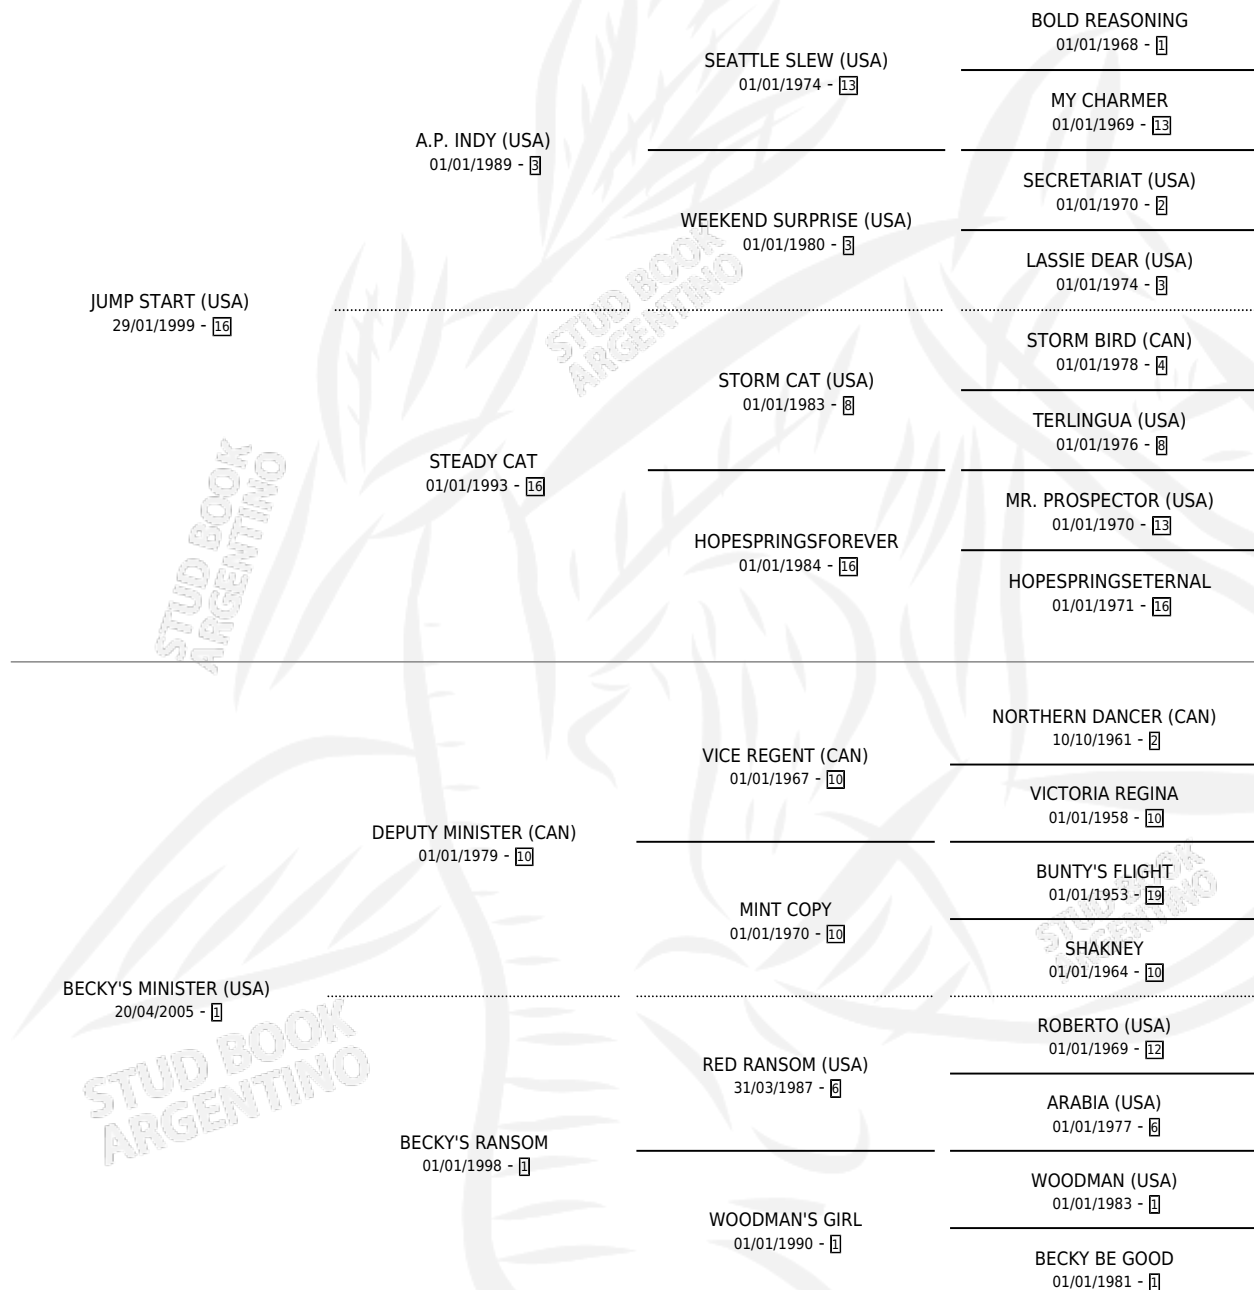 BOLD REASONING
01/01/1968 - 1
SEATTLE SLEW (USA)
01/01/1974 - 13
MY CHARMER
01/01/1969 - 13
A.P. INDY (USA)
01/01/1989 - 3
SECRETARIAT (USA)
01/01/1970 - 2
WEEKEND SURPRISE (USA)
01/01/1980 - 3
LASSIE DEAR (USA)
01/01/1974 - 3
JUMP START (USA)
29/01/1999 - 16
STORM BIRD (CAN)
01/01/1978 - 4
STORM CAT (USA)
01/01/1983 - 8
TERLINGUA (USA)
01/01/1976 - 8
STEADY CAT
01/01/1993 - 16
MR. PROSPECTOR (USA)
01/01/1970 - 13
HOPESPRINGSFOREVER
01/01/1984 - 16
HOPESPRINGSETERNAL
01/01/1971 - 16
NORTHERN DANCER (CAN)
10/10/1961 - 2
VICE REGENT (CAN)
01/01/1967 - 10
VICTORIA REGINA
01/01/1958 - 10
DEPUTY MINISTER (CAN)
01/01/1979 - 10
BUNTY'S FLIGHT
01/01/1953 - 19
MINT COPY
01/01/1970 - 10
SHAKNEY
01/01/1964 - 10
BECKY'S MINISTER (USA)
20/04/2005 - 1
ROBERTO (USA)
01/01/1969 - 12
RED RANSOM (USA)
31/03/1987 - 6
ARABIA (USA)
01/01/1977 - 6
BECKY'S RANSOM
01/01/1998 - 1
WOODMAN (USA)
01/01/1983 - 1
WOODMAN'S GIRL
01/01/1990 - 1
BECKY BE GOOD
01/01/1981 - 1
STUD BOOK
ARGENTINO
STUD BOOK
ARGENTINO
STUD BOOK
ARGENTINO
STUD BOOK
ARGENTINO